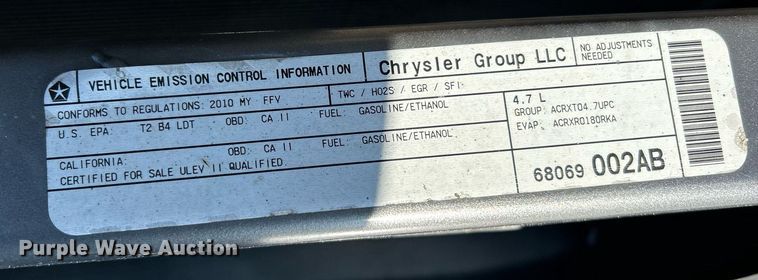 VEHICLE EMISSION CONTROL INFORMATION Chrysler Group LLC NO ADJUSTMENTS NEEDED
CONFORMS TO REGULATIONS: 2010 MY FFV TWC / HO2S / EGR / SFI
U.S. EPA: T2 B4 LDT OBD: CA II FUEL: GASOLINE/ETHANOL
CALIFORNIA: OBD: CA II FUEL: GASOLINE/ETHANOL
CERTIFIED FOR SALE ULEV II QUALIFIED.
4.7 L
GROUP: ACRXT04.7UPC
EVAP: ACRXR0180RKA
68069 002AB
Purple Wave Auction